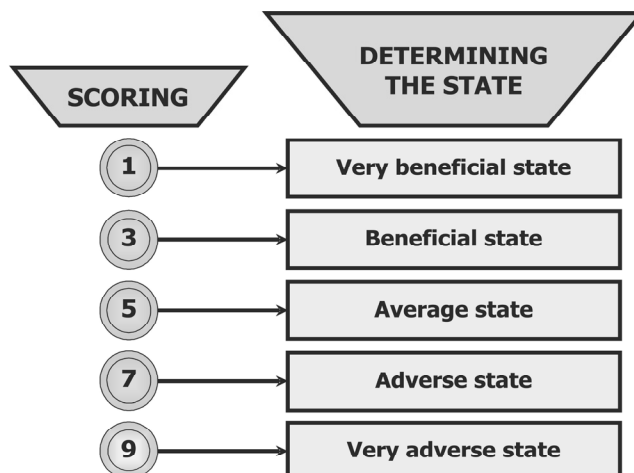 SCORING
DETERMINING
THE STATE
1
Very beneficial state
3
Beneficial state
5
Average state
7
Adverse state
9
Very adverse state